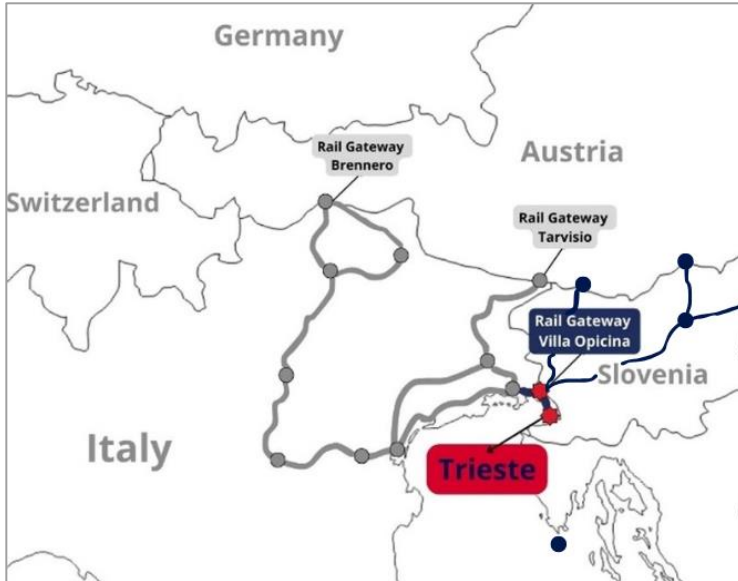 Germany
Rail Gateway
Brennero
Austria
Switzerland
Rail Gateway
Tarvisio
Rail Gateway
Villa Opicina
Slovenia
Italy
Trieste